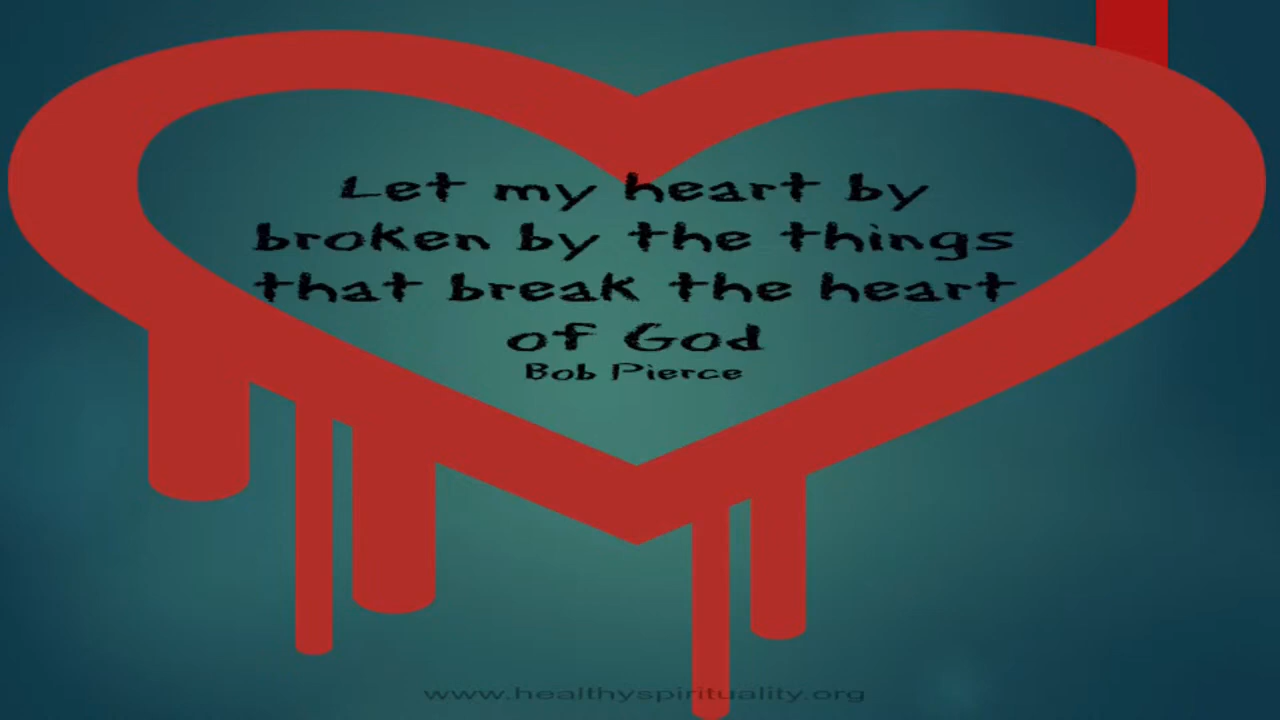 Let my heart by
broken by the things
that break the heart
of God
Bob Pierce
www.healthyspirituality.org